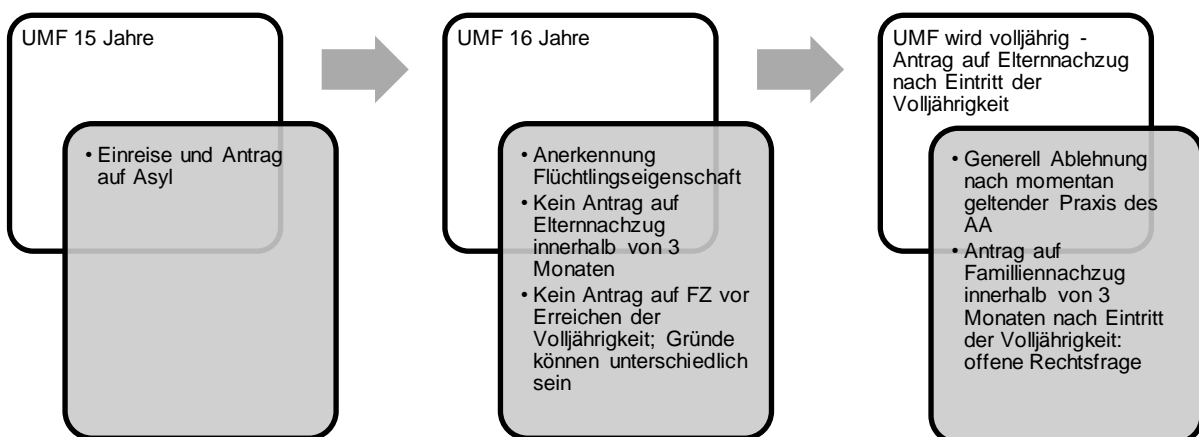 UMF 15 Jahre
• Einreise und Antrag
auf Asyl
UMF 16 Jahre
• Anerkennung
Flüchtlingseigenschaft
• Kein Antrag auf
Elternnachzug
innerhalb von 3
Monaten
• Kein Antrag auf FZ vor
Erreichen der
Volljährigkeit; Gründe
können unterschiedlich
sein
UMF wird volljährig -
Antrag auf Elternnachzug
nach Eintritt der
Volljährigkeit
• Generell Ablehnung
nach momentan
geltender Praxis des
AA
• Antrag auf
Familliennachzug
innerhalb von 3
Monaten nach Eintritt
der Volljährigkeit:
offene Rechtsfrage